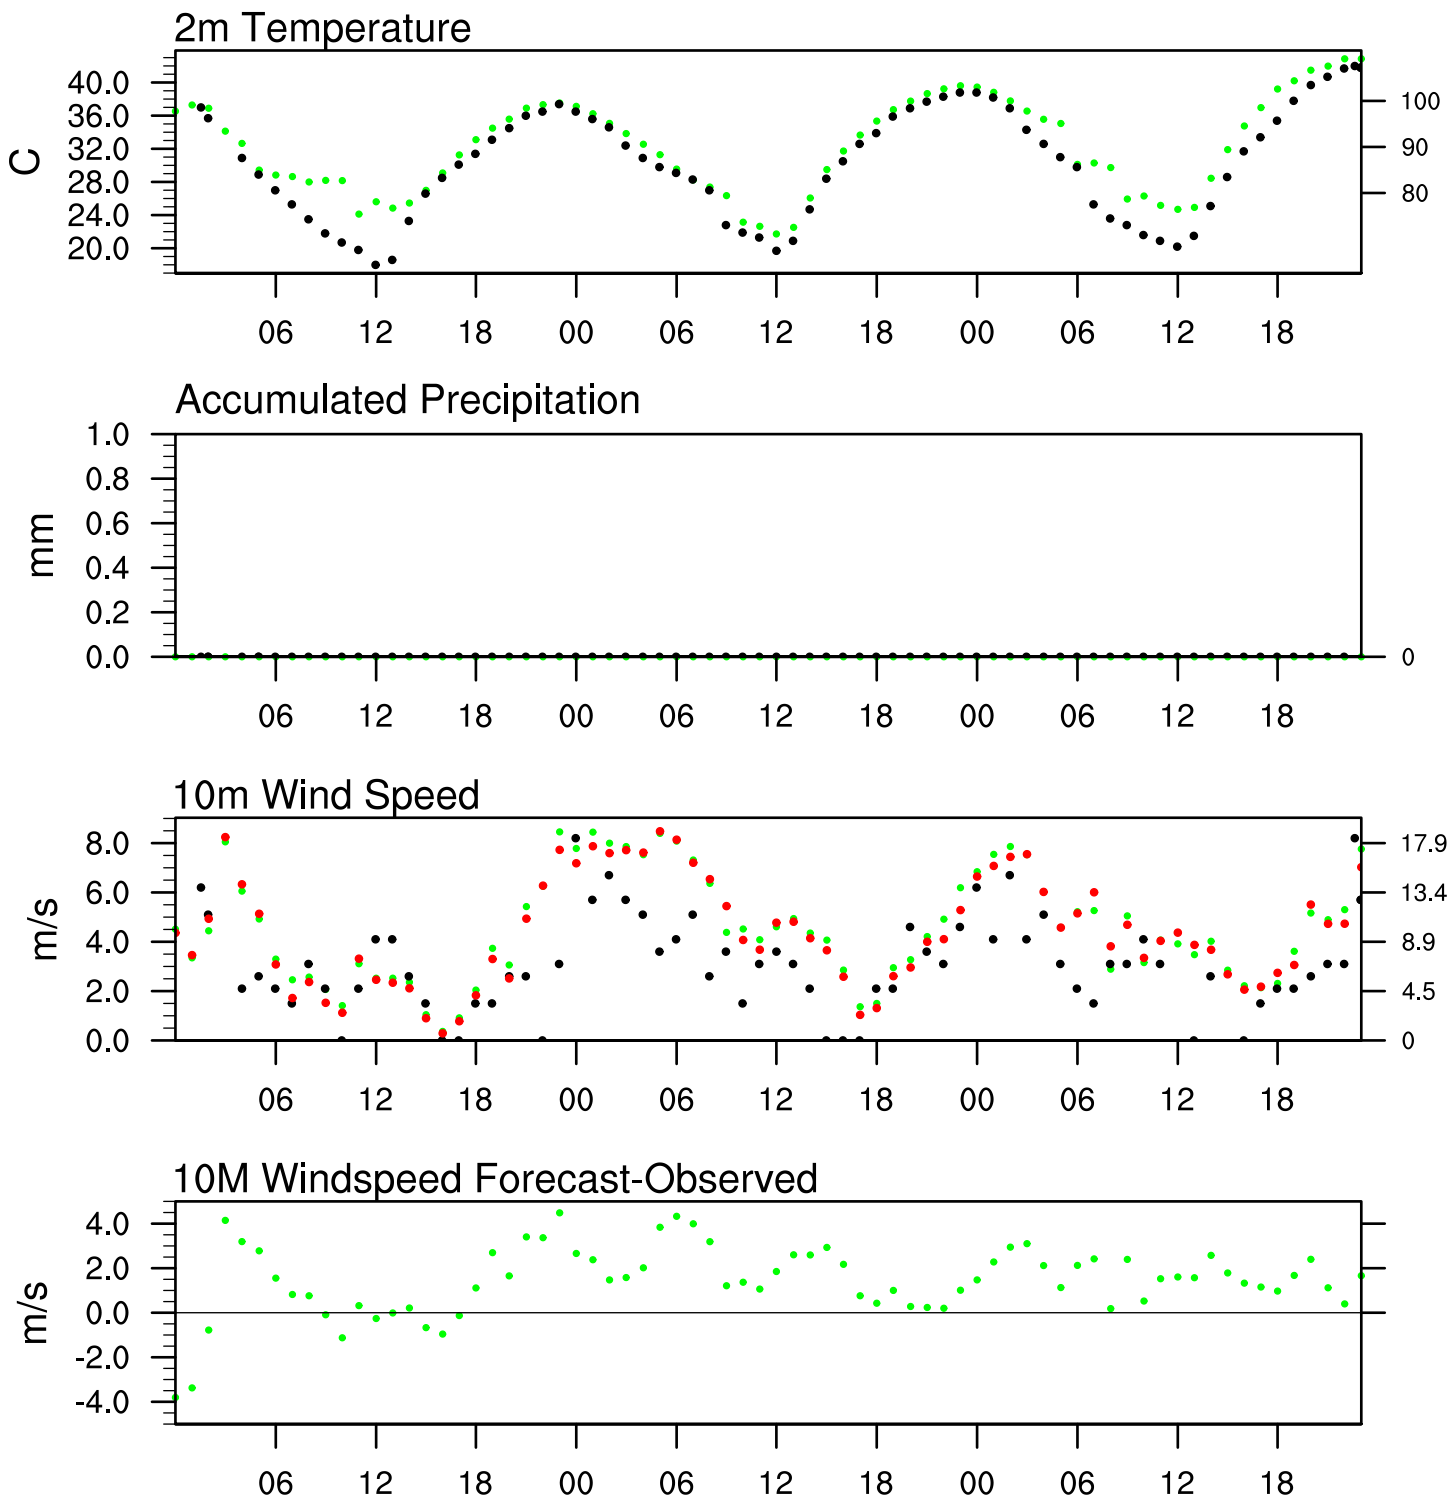 2m Temperature
40.0
36.0
32.0
28.0
24.0
20.0
C
100
90
80
06 12 18 00 06 12 18 00 06 12 18
Accumulated Precipitation
1.0
0.8
0.6
0.4
0.2
0.0
mm
0
06 12 18 00 06 12 18 00 06 12 18
10m Wind Speed
8.0
6.0
4.0
2.0
0.0
m/s
17.9
13.4
8.9
4.5
0
06 12 18 00 06 12 18 00 06 12 18
10M Windspeed Forecast-Observed
4.0
2.0
0.0
-2.0
-4.0
m/s
06 12 18 00 06 12 18 00 06 12 18